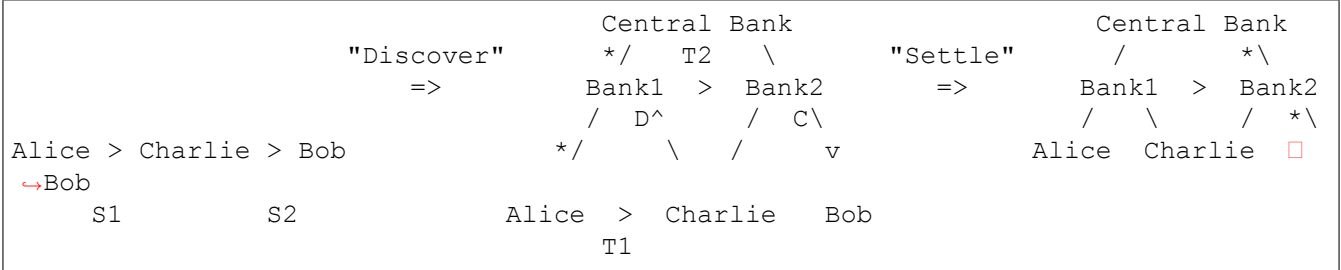 Central Bank                    Central Bank
                      "Discover"       */   T2   \      "Settle"       /       *\
                          =>          Bank1  >  Bank2       =>        Bank1  >  Bank2
                                      /  D^     /  C\                 /   \     /  *\
Alice > Charlie > Bob               */     \  /     v            Alice  Charlie □
↪Bob
     S1         S2               Alice  >  Charlie   Bob
                                       T1